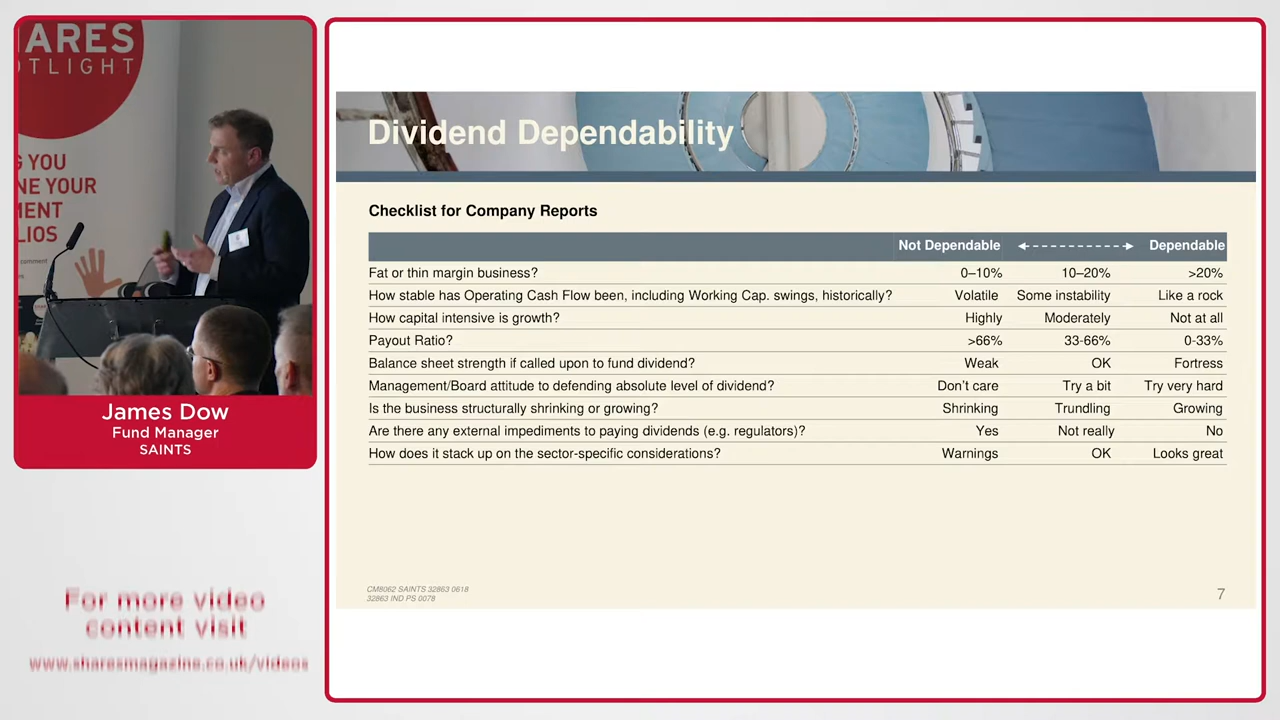 ARES
TLIGHT
G YOU
NE YOUR
MENT
LIOS
comment
James Dow
Fund Manager
SAINTS
For more video
content visit
www.sharesmagazine.co.uk/videos
Dividend Dependability
Checklist for Company Reports
Not Dependable Dependable
Fat or thin margin business? 0–10% 10–20% >20%
How stable has Operating Cash Flow been, including Working Cap. swings, historically? Volatile Some instability Like a rock
How capital intensive is growth? Highly Moderately Not at all
Payout Ratio? >66% 33-66% 0-33%
Balance sheet strength if called upon to fund dividend? Weak OK Fortress
Management/Board attitude to defending absolute level of dividend? Don't care Try a bit Try very hard
Is the business structurally shrinking or growing? Shrinking Trundling Growing
Are there any external impediments to paying dividends (e.g. regulators)? Yes Not really No
How does it stack up on the sector-specific considerations? Warnings OK Looks great
CM8062 SAINTS 32863 0618
32863 IND PS 0078
7